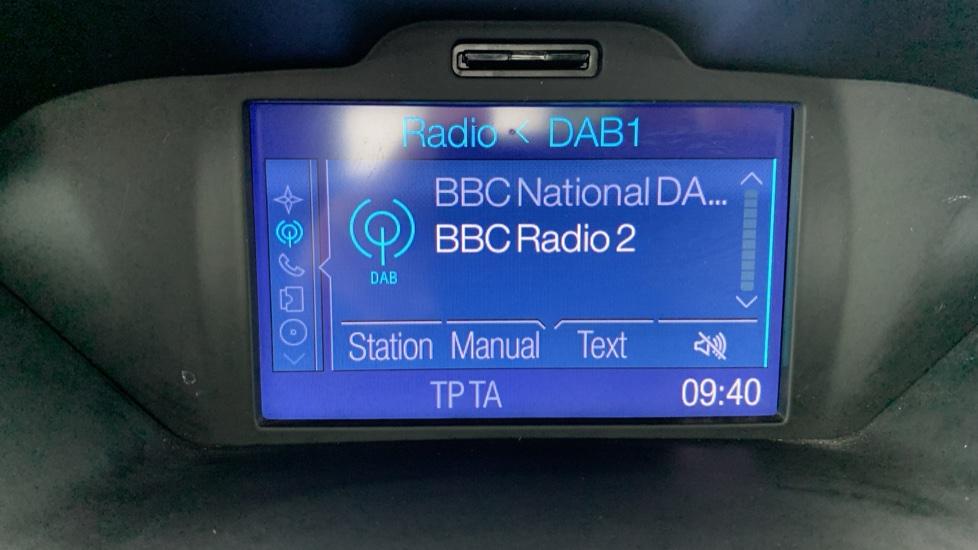 Radio < DAB1
BBC National DA...
BBC Radio 2
DAB
Station Manual Text
TP TA 09:40